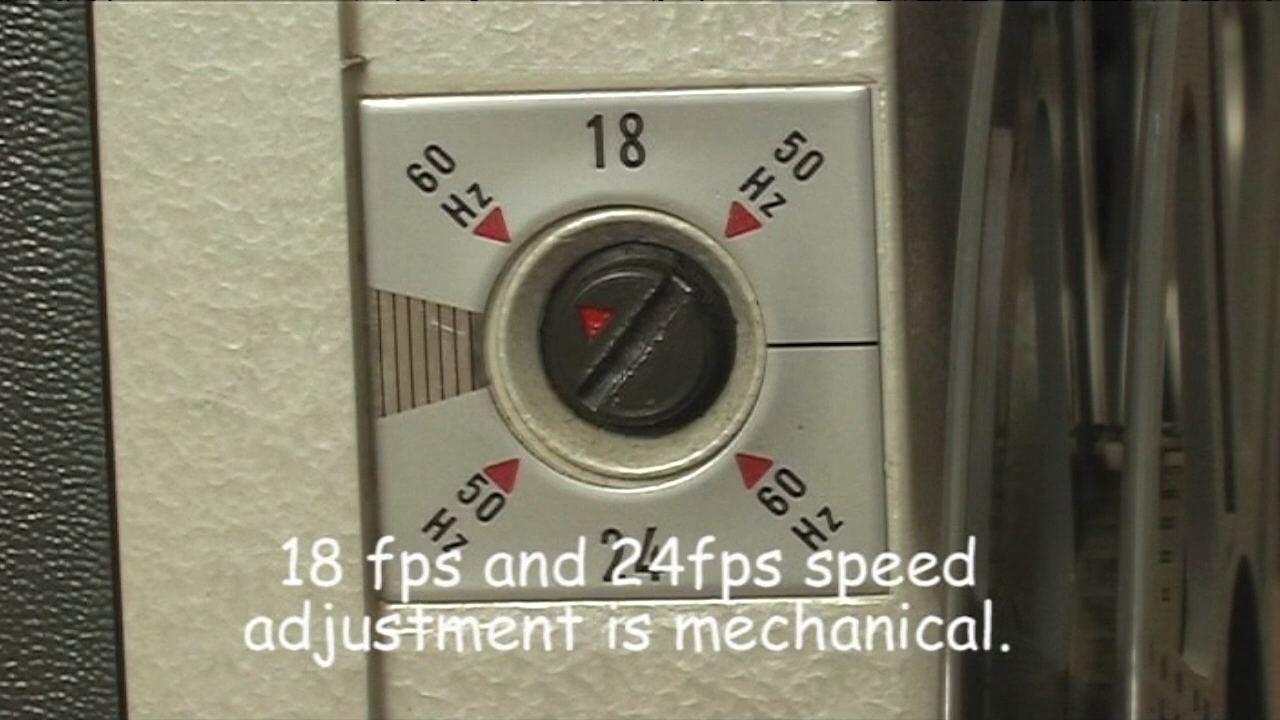 18
60 Hz
50 Hz
50 Hz
60 Hz
24
18 fps and 24fps speed
adjustment is mechanical.